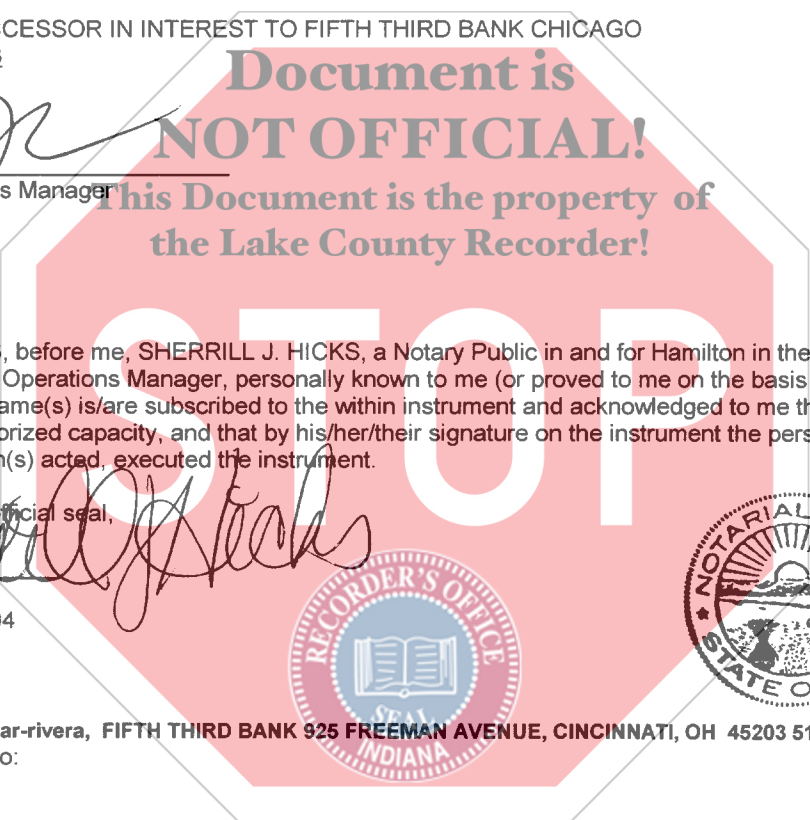 CCESSOR IN INTEREST TO FIFTH THIRD BANK CHICAGO
Document is
NOT OFFICIAL!
s Manager
This Document is the property of
the Lake County Recorder!
STOP
, before me, SHERRILL J. HICKS, a Notary Public in and for Hamilton in the
Operations Manager, personally known to me (or proved to me on the basis
ame(s) is/are subscribed to the within instrument and acknowledged to me th
orized capacity, and that by his/her/their signature on the instrument the pers
n(s) acted, executed the instrument.
official seal,
J Hicks
NOTARIAL
STATE O
RECORDER'S OFFICE
SEAL
INDIANA
04
ar-rivera, FIFTH THIRD BANK 925 FREEMAN AVENUE, CINCINNATI, OH 45203 51
o: